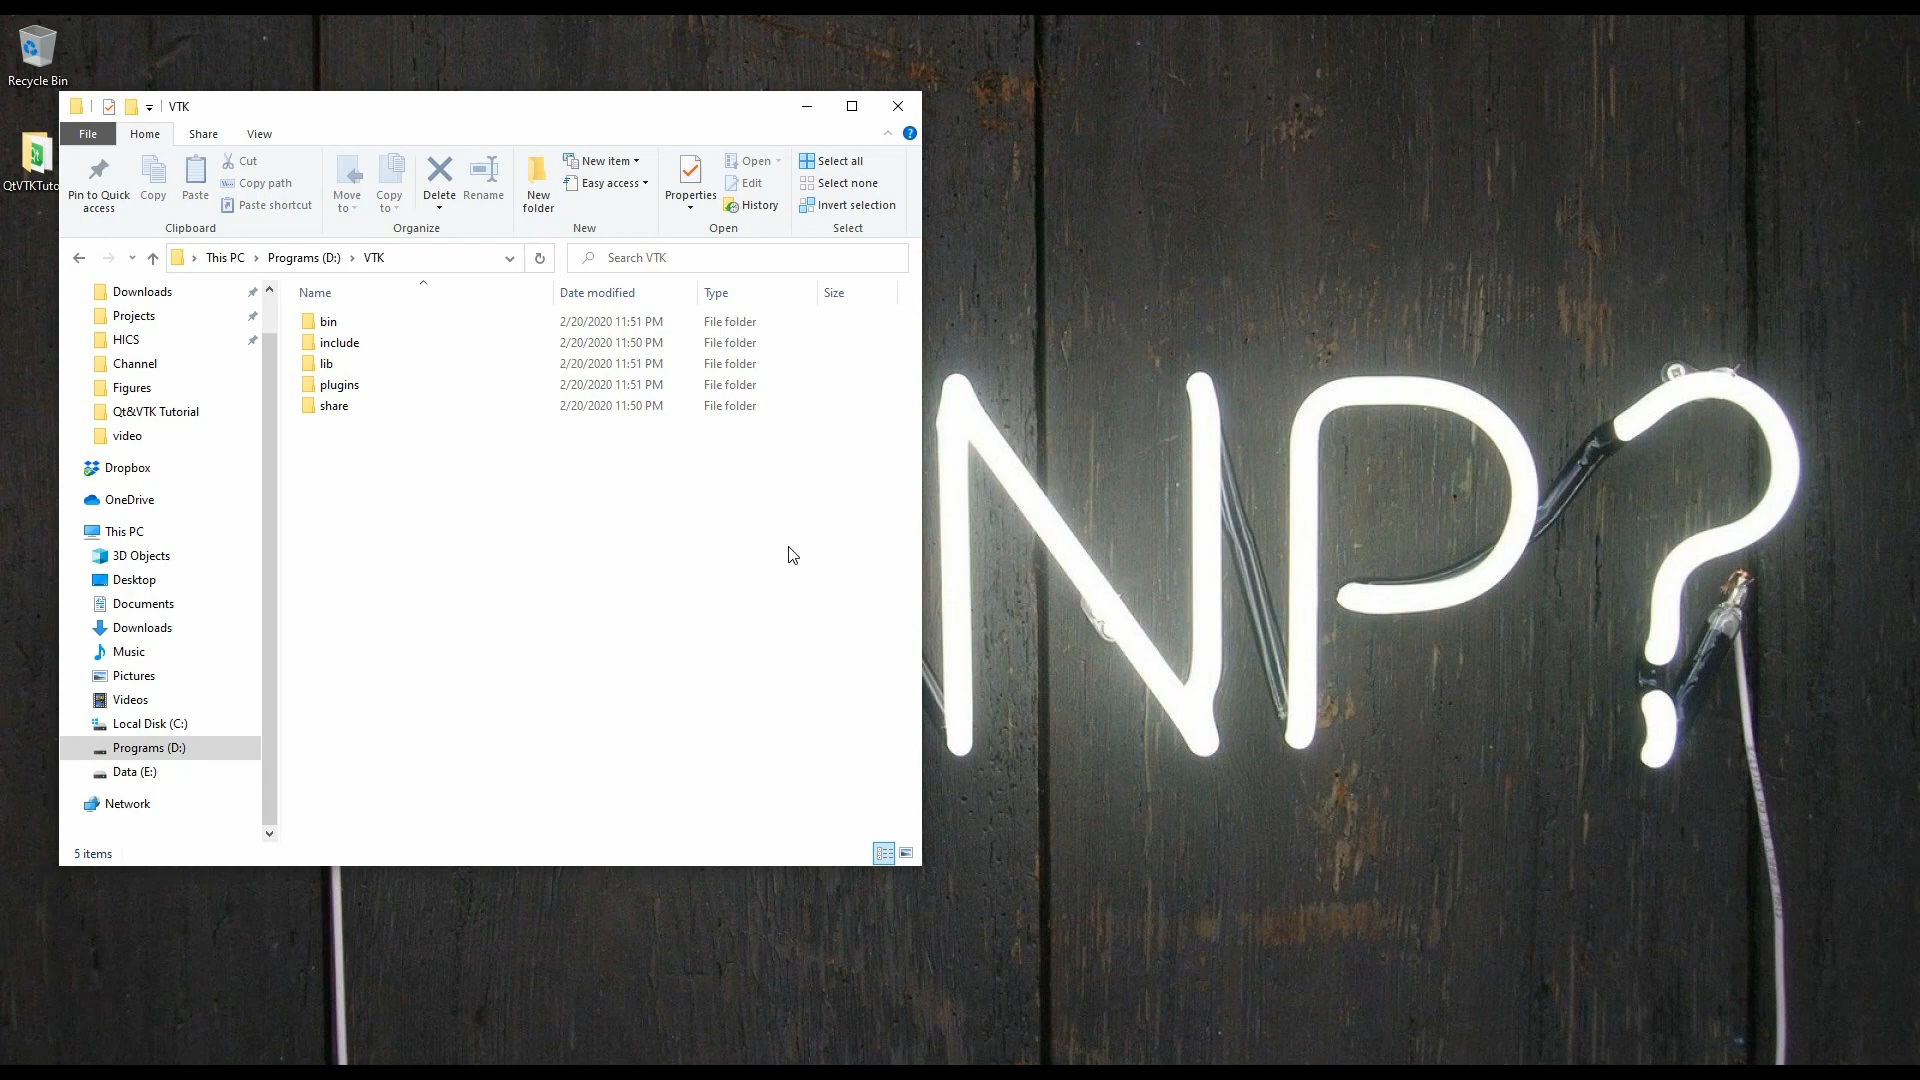 Recycle Bin
QtVTKTuto
VTK
File Home Share View
Pin to Quick access
Copy
Paste
Cut
Copy path
Paste shortcut
Clipboard
Move to
Copy to
Delete
Rename
Organize
New folder
New item
Easy access
New
Properties
Open
Edit
History
Open
Select all
Select none
Invert selection
Select
This PC > Programs (D:) > VTK
Search VTK
Downloads
Projects
HICS
Channel
Figures
Qt&VTK Tutorial
video
Dropbox
OneDrive
This PC
3D Objects
Desktop
Documents
Downloads
Music
Pictures
Videos
Local Disk (C:)
Programs (D:)
Data (E:)
Network
Name Date modified Type Size
bin 2/20/2020 11:51 PM File folder
include 2/20/2020 11:50 PM File folder
lib 2/20/2020 11:51 PM File folder
plugins 2/20/2020 11:51 PM File folder
share 2/20/2020 11:50 PM File folder
5 items
NP?